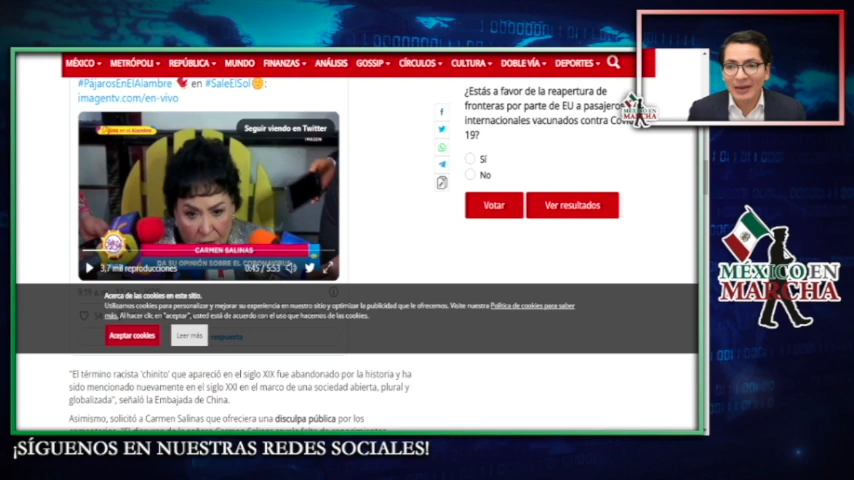 MÉXICO METRÓPOLI REPÚBLICA MUNDO FINANZAS ANÁLISIS GOSSIP CÍRCULOS CULTURA DOBLE VÍA DEPORTES
#PájarosEnElAlambre en #SaleElSol:
imagentv.com/en-vivo
Seguir viendo en Twitter
IMAGEN
CARMEN SALINAS
DA SU OPINIÓN SOBRE EL CORONAVIRUS
3,7 mil reproducciones
0:45 / 5:53
¿Estás a favor de la reapertura de
fronteras por parte de EU a pasajeros
internacionales vacunados contra Covid
19?
Sí
No
Votar
Ver resultados
Acerca de las cookies en este sitio.
Utilizamos cookies para personalizar y mejorar su experiencia en nuestro sitio y optimizar la publicidad que le ofrecemos. Visite nuestra Política de cookies para saber
más. Al hacer clic en "aceptar", usted está de acuerdo con el uso que hacemos de las cookies.
Aceptar cookies
Leer más
respuesta
"El término racista 'chinito' que apareció en el siglo XIX fue abandonado por la historia y ha
sido mencionado nuevamente en el siglo XXI en el marco de una sociedad abierta, plural y
globalizada", señaló la Embajada de China.
Asimismo, solicitó a Carmen Salinas que ofreciera una disculpa pública por los
MÉXICO EN
MARCHA
MÉXICO EN
MARCHA
¡SÍGUENOS EN NUESTRAS REDES SOCIALES!